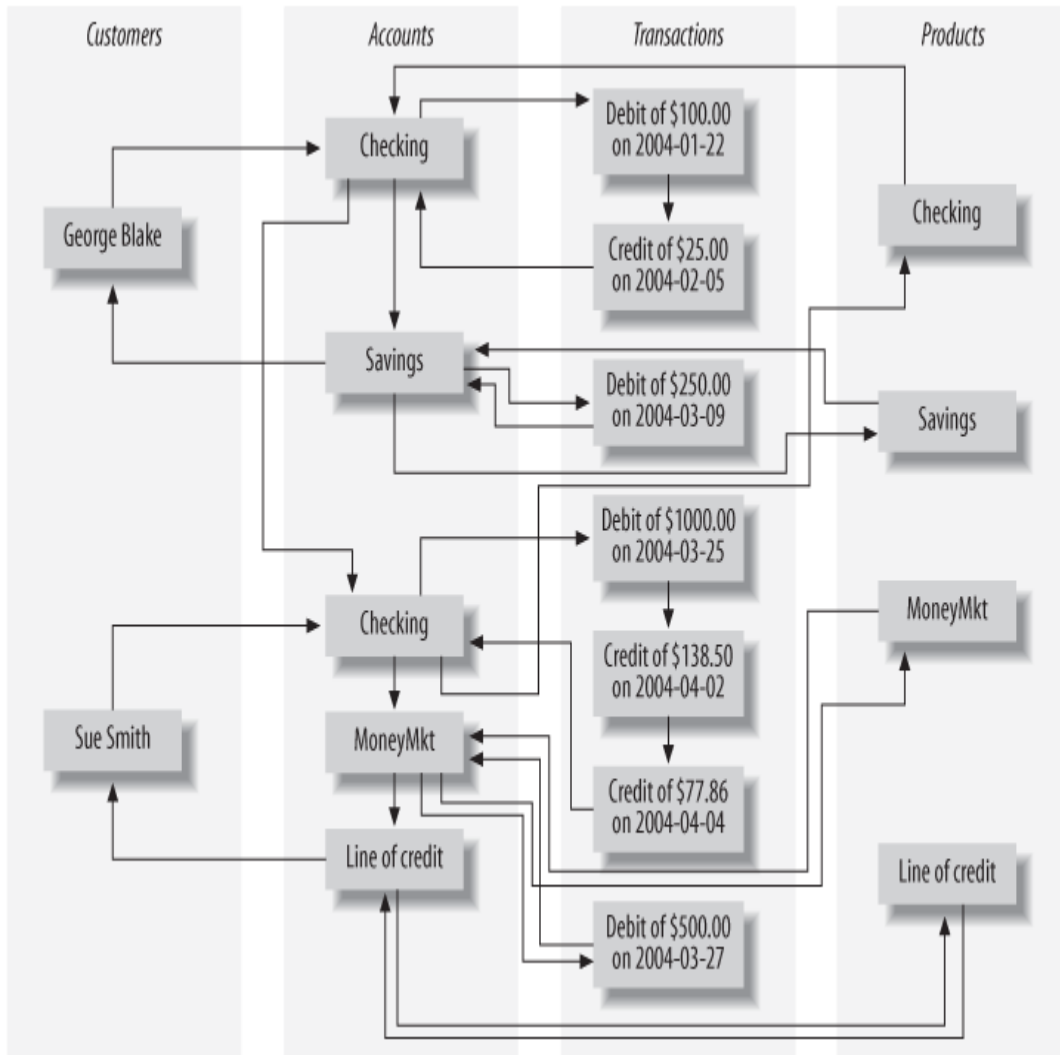 Customers
Accounts
Transactions
Products
Checking
Debit of $100.00
on 2004-01-22
Checking
George Blake
Credit of $25.00
on 2004-02-05
Savings
Debit of $250.00
on 2004-03-09
Savings
Debit of $1000.00
on 2004-03-25
Checking
MoneyMkt
Credit of $138.50
on 2004-04-02
Sue Smith
MoneyMkt
Credit of $77.86
on 2004-04-04
Line of credit
Line of credit
Debit of $500.00
on 2004-03-27